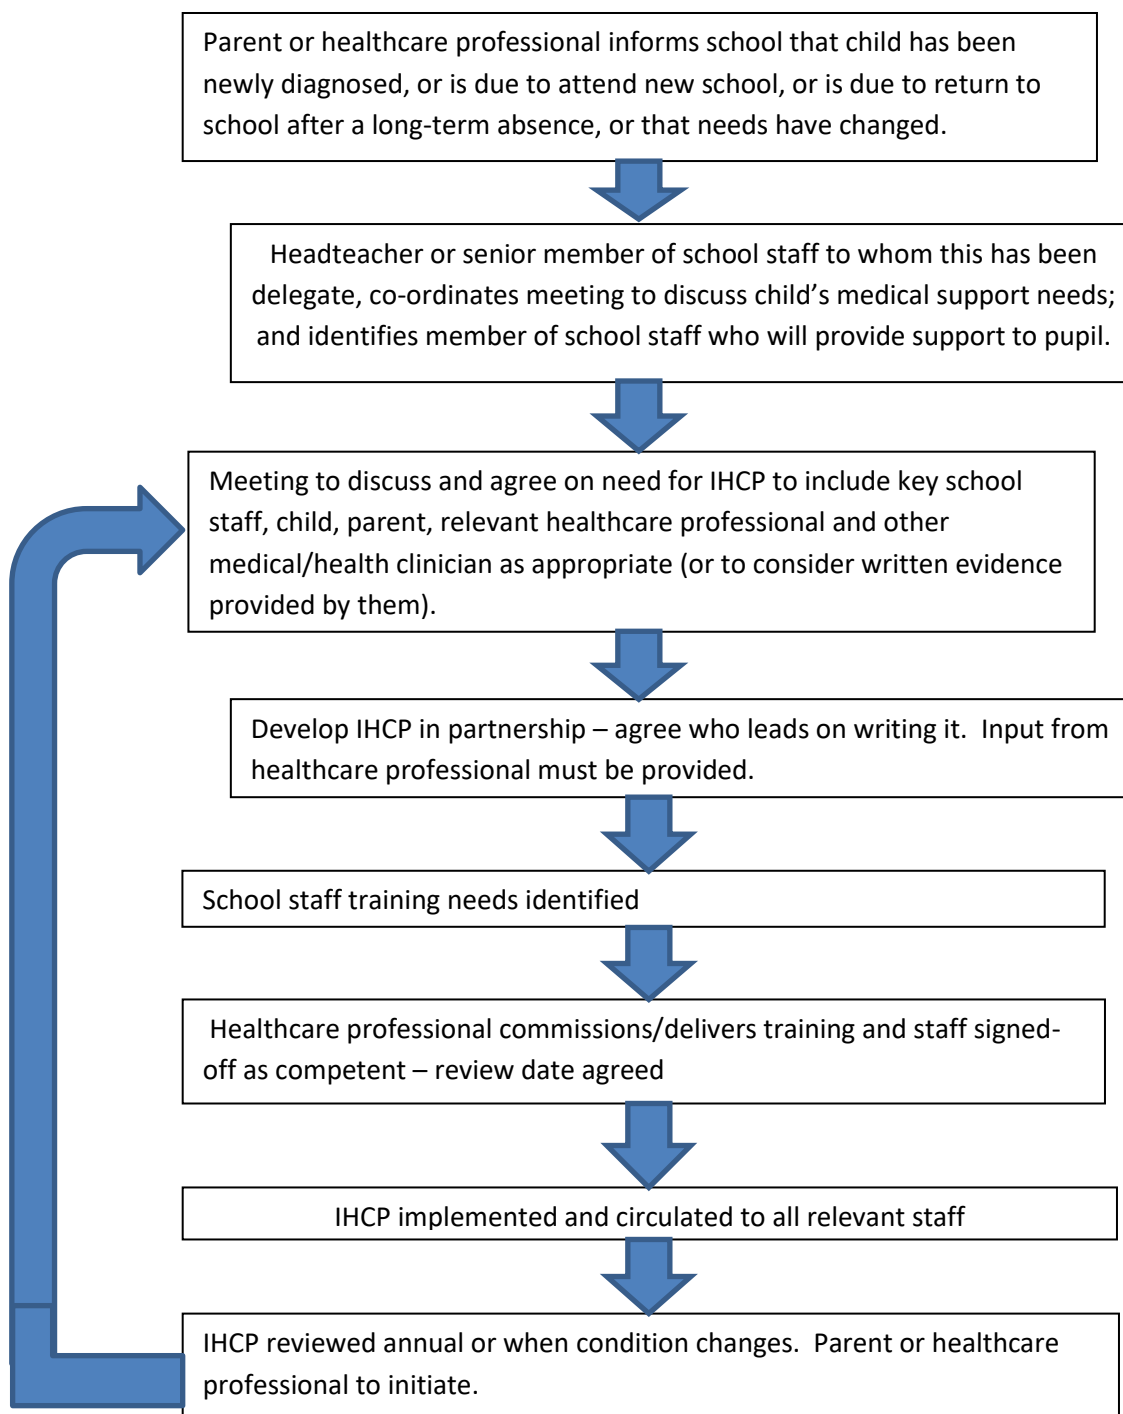 Parent or healthcare professional informs school that child has been
newly diagnosed, or is due to attend new school, or is due to return to
school after a long-term absence, or that needs have changed.
Headteacher or senior member of school staff to whom this has been
delegate, co-ordinates meeting to discuss child’s medical support needs;
and identifies member of school staff who will provide support to pupil.
Meeting to discuss and agree on need for IHCP to include key school
staff, child, parent, relevant healthcare professional and other
medical/health clinician as appropriate (or to consider written evidence
provided by them).
Develop IHCP in partnership – agree who leads on writing it.  Input from
healthcare professional must be provided.
School staff training needs identified
Healthcare professional commissions/delivers training and staff signed-
off as competent – review date agreed
IHCP implemented and circulated to all relevant staff
IHCP reviewed annual or when condition changes.  Parent or healthcare
professional to initiate.